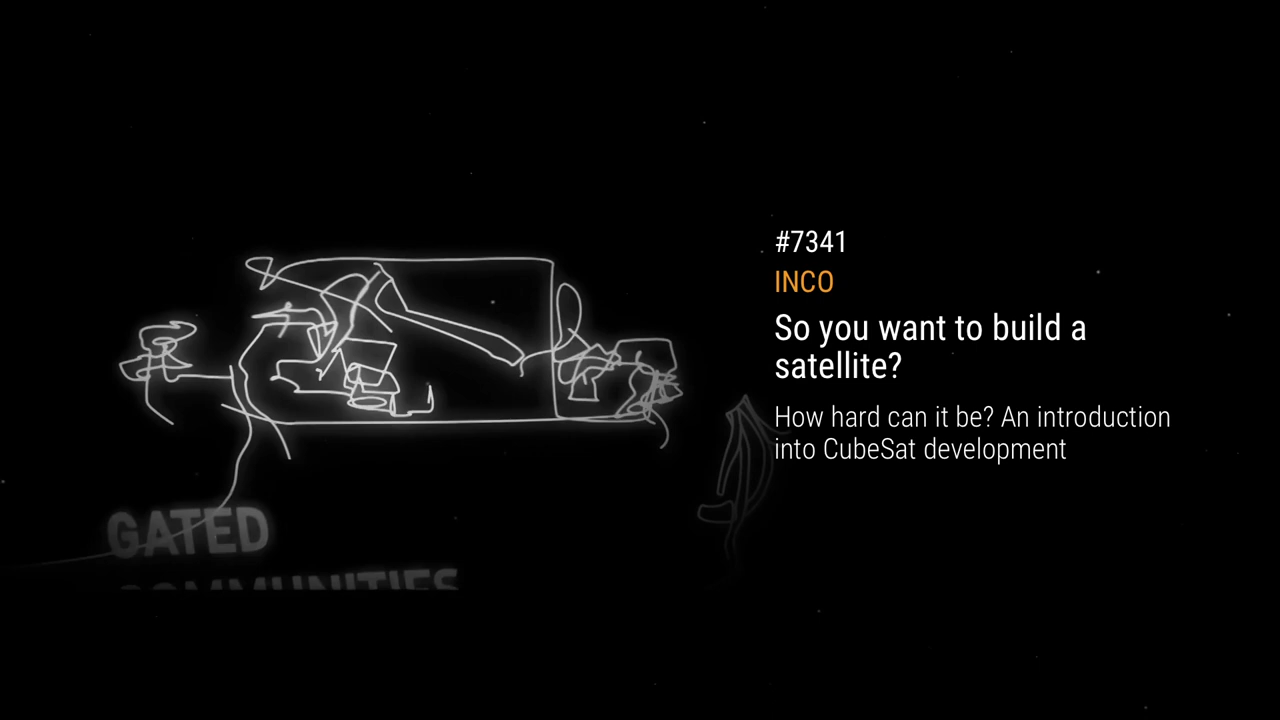 #7341
INCO
So you want to build a
satellite?
How hard can it be? An introduction
into CubeSat development
GATED
COMMUNITIES